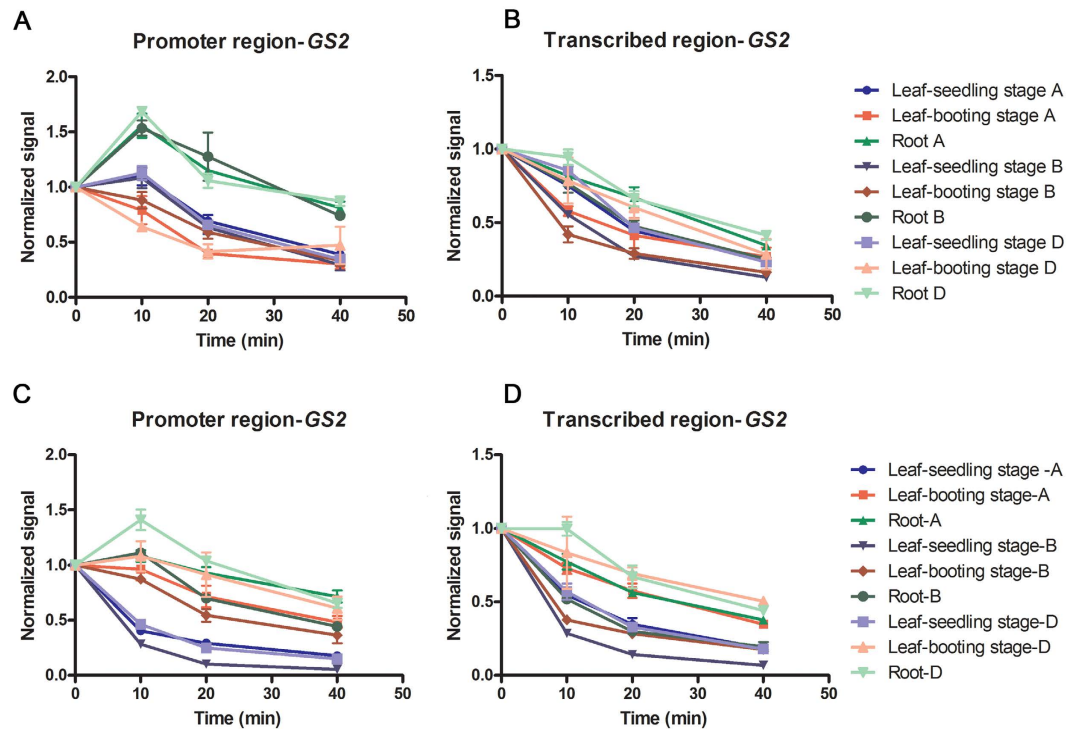 A
Promoter region-GS2
Normalized signal
2.0
1.5
1.0
0.5
0.0
0 10 20 30 40 50
Time (min)
B
Transcribed region-GS2
Normalized signal
1.5
1.0
0.5
0.0
0 10 20 30 40 50
Time (min)
Leaf-seedling stage A
Leaf-booting stage A
Root A
Leaf-seedling stage B
Leaf-booting stage B
Root B
Leaf-seedling stage D
Leaf-booting stage D
Root D
C
Promoter region-GS2
Normalized signal
2.0
1.5
1.0
0.5
0.0
0 10 20 30 40 50
Time (min)
D
Transcribed region-GS2
Normalized signal
1.5
1.0
0.5
0.0
0 10 20 30 40 50
Time (min)
Leaf-seedling stage -A
Leaf-booting stage-A
Root-A
Leaf-seedling stage-B
Leaf-booting stage-B
Root-B
Leaf-seedling stage-D
Leaf-booting stage-D
Root-D